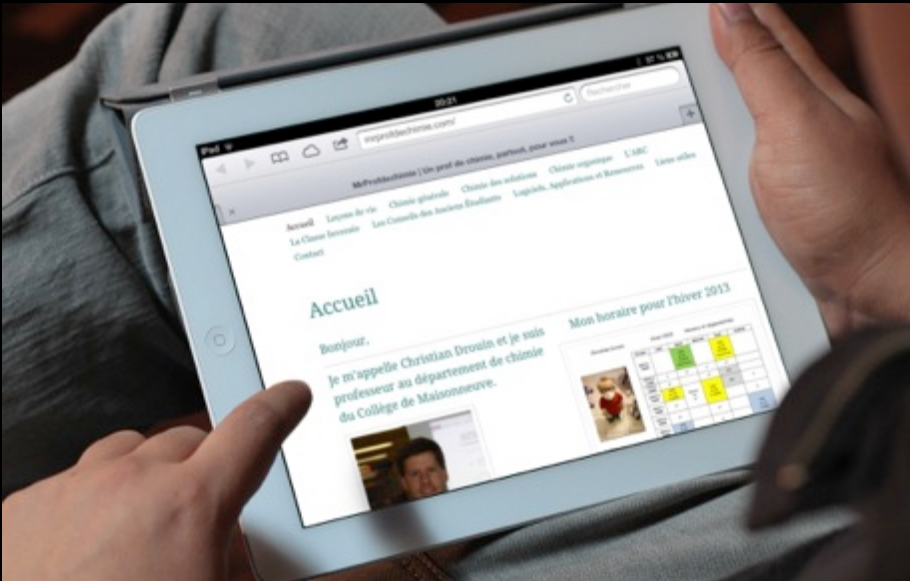 iPad
20:21
97 %
mrprofdechimie.com/
Rechercher
MrProfdechimie | Un prof de chimie, partout, pour vous !!
Accueil Leçons de vie Chimie générale Chimie des solutions Chimie organique L'ARC
La Classe Inversée Les Conseils des Anciens Étudiants Logiciels, Applications et Ressources Liens utiles
Contact
Accueil
Bonjour,
Je m'appelle Christian Drouin et je suis
professeur au département de chimie
du Collège de Maisonneuve.
Mon horaire pour l'hiver 2013